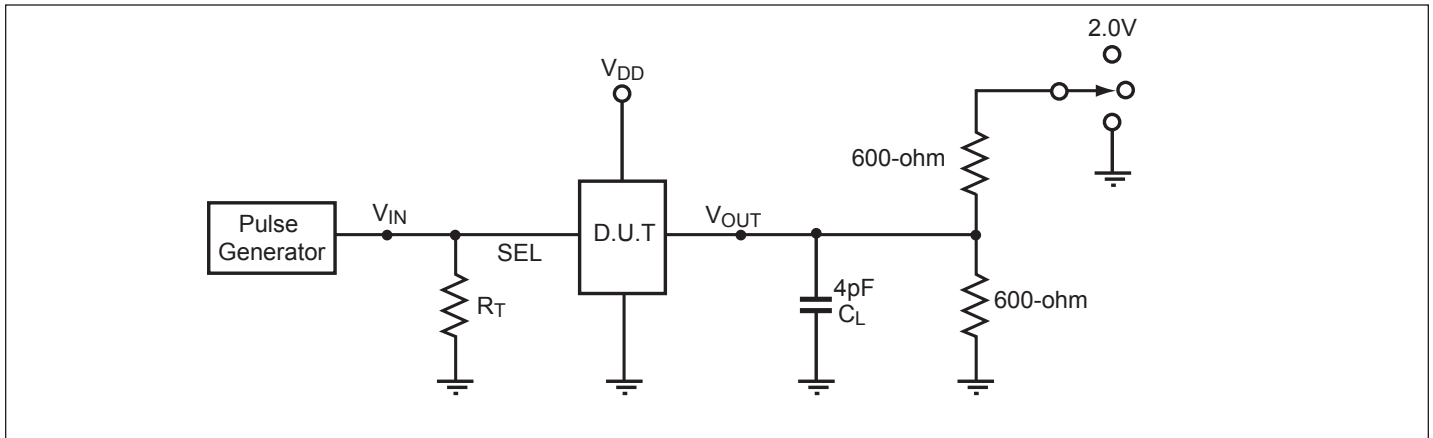 2.0V
VDD
600-ohm
Pulse
Generator
VIN
SEL
D.U.T
VOUT
RT
4pF
CL
600-ohm